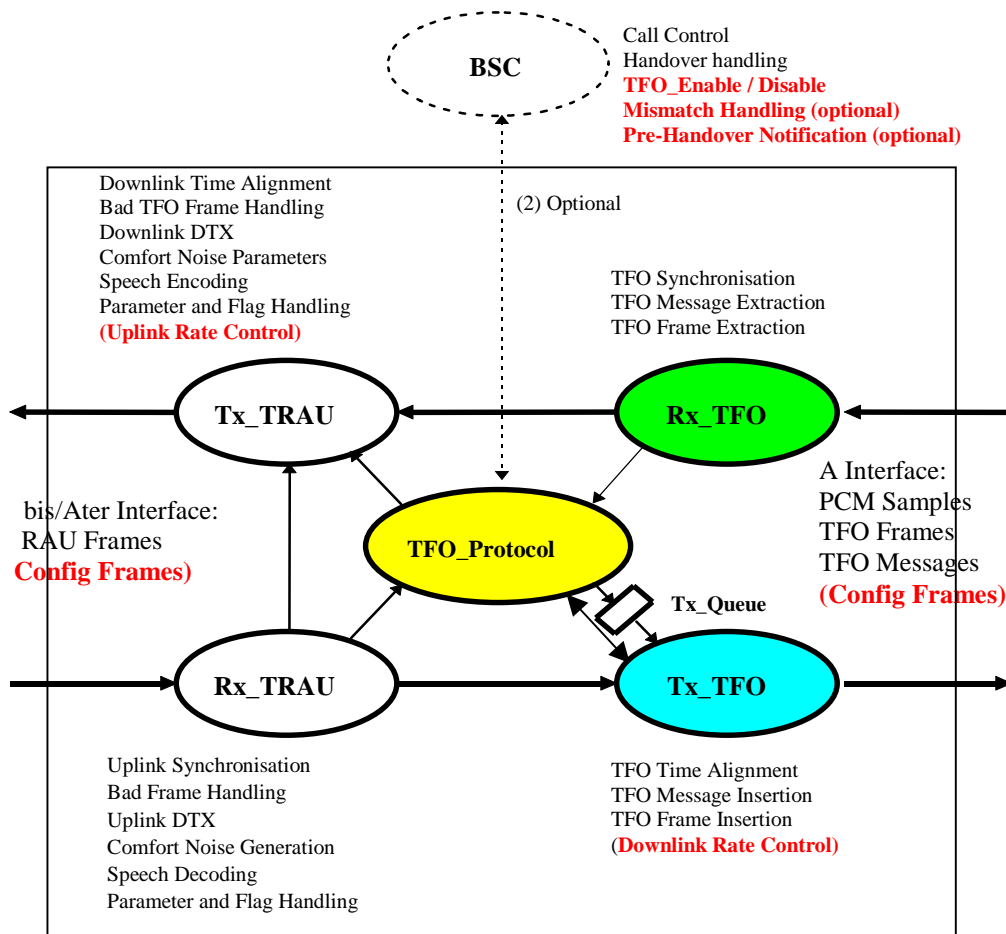 BSC
Call Control
Handover handling
TFO_Enable / Disable
Mismatch Handling (optional)
Pre-Handover Notification (optional)
Downlink Time Alignment
Bad TFO Frame Handling
Downlink DTX
Comfort Noise Parameters
Speech Encoding
Parameter and Flag Handling
(Uplink Rate Control)
(2) Optional
TFO Synchronisation
TFO Message Extraction
TFO Frame Extraction
Tx_TRAU
Rx_TFO
bis/Ater Interface:
RAU Frames
Config Frames)
TFO_Protocol
A Interface:
PCM Samples
TFO Frames
TFO Messages
(Config Frames)
Tx_Queue
Rx_TRAU
Tx_TFO
Uplink Synchronisation
Bad Frame Handling
Uplink DTX
Comfort Noise Generation
Speech Decoding
Parameter and Flag Handling
TFO Time Alignment
TFO Message Insertion
TFO Frame Insertion
(Downlink Rate Control)